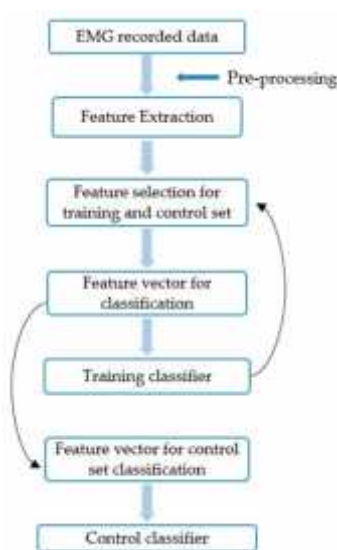 EMG recorded data
Pre-processing
Feature Extraction
Feature selection for
training and control set
Feature vector for
classification
Training classifier
Feature vector for control
set classification
Control classifier